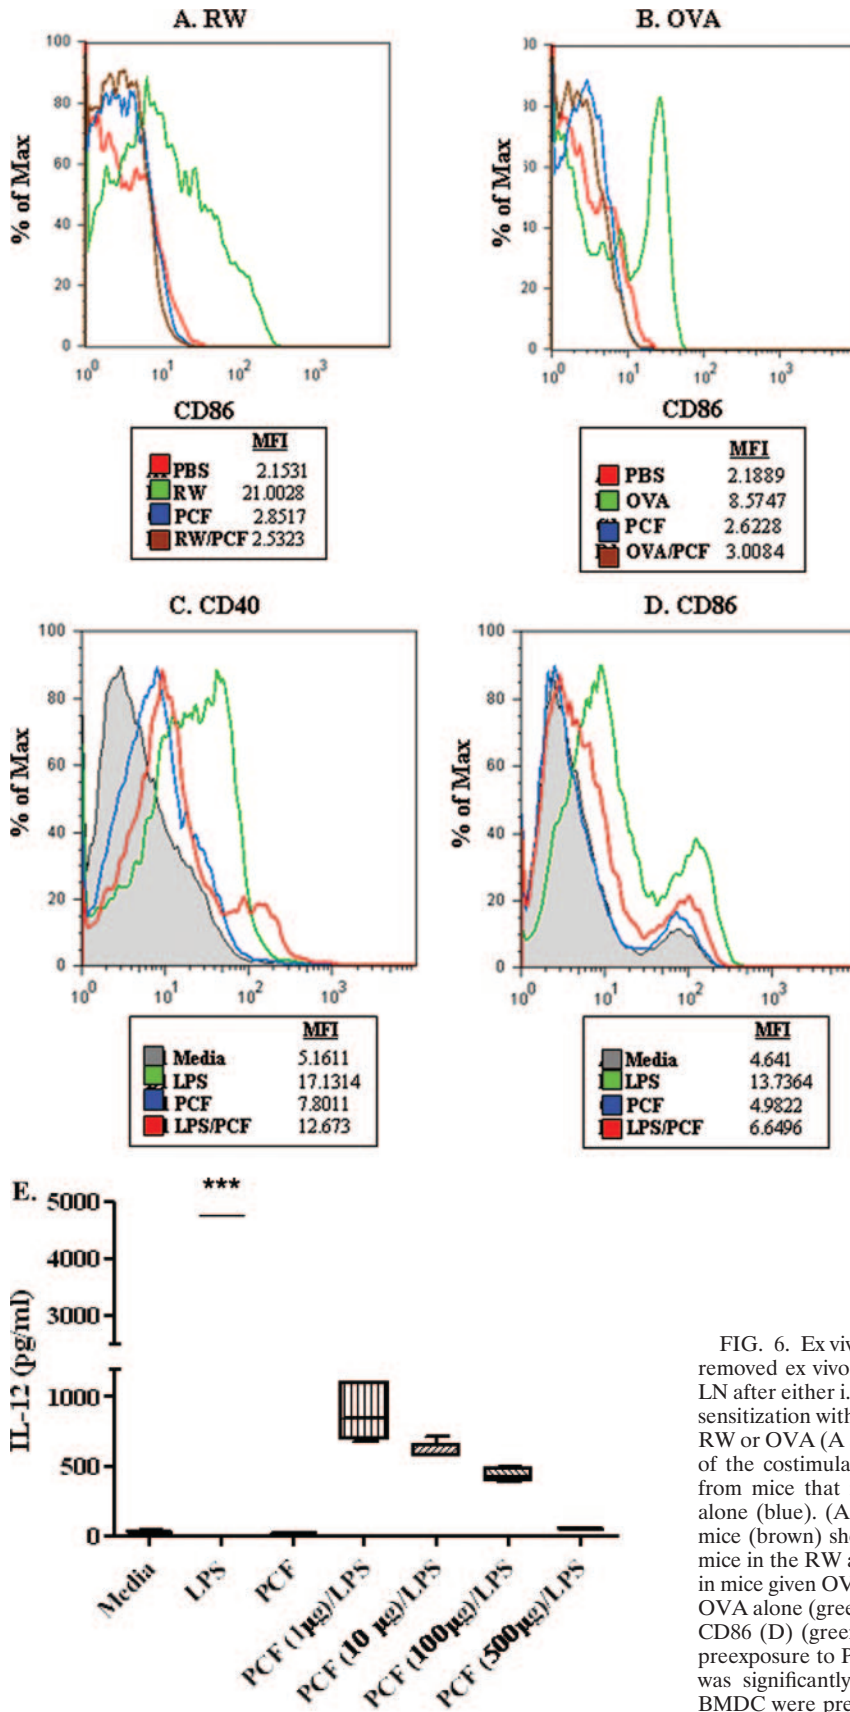 A. RW
100
80
60
40
20
0
% of Max
10^0 10^1 10^2 10^3
CD86
MFI
PBS 2.1531
RW 21.0028
PCF 2.8517
RW/PCF 2.5323
B. OVA
% of Max
10^0 10^1 10^2 10^3
CD86
MFI
PBS 2.1889
OVA 8.5747
PCF 2.6228
OVA/PCF 3.0084
C. CD40
100
80
60
40
20
0
% of Max
10^0 10^1 10^2 10^3
MFI
Media 5.1611
LPS 17.1314
PCF 7.8011
LPS/PCF 12.673
D. CD86
100
80
60
40
20
0
% of Max
10^0 10^1 10^2 10^3
MFI
Media 4.641
LPS 13.7364
PCF 4.9822
LPS/PCF 6.6496
E.
***
5000
4000
3000
1000
500
0
IL-12 (pg/ml)
Media
LPS
PCF
PCF (1µg)/LPS
PCF (10 µg)/LPS
PCF (100µg)/LPS
PCF (500µg)/LPS
FIG. 6. Ex viv
removed ex vivo
LN after either i.
sensitization with
RW or OVA (A
of the costimula
from mice that
alone (blue). (A
mice (brown) sho
mice in the RW a
in mice given OV
OVA alone (gree
CD86 (D) (green
preexposure to P
was significantly
BMDC were pre